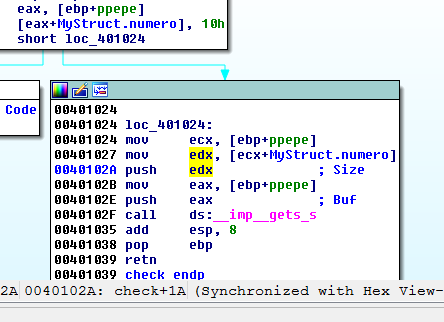 eax, [ebp+ppepe]
[eax+MyStruct.numero], 10h
short loc_401024
Code
00401024
00401024 loc_401024:
00401024 mov ecx, [ebp+ppepe]
00401027 mov edx, [ecx+MyStruct.numero]
0040102A push edx ; Size
0040102B mov eax, [ebp+ppepe]
0040102E push eax ; Buf
0040102F call ds:__imp__gets_s
00401035 add esp, 8
00401038 pop ebp
00401039 retn
00401039 check endp
2A 0040102A: check+1A (Synchronized with Hex View-